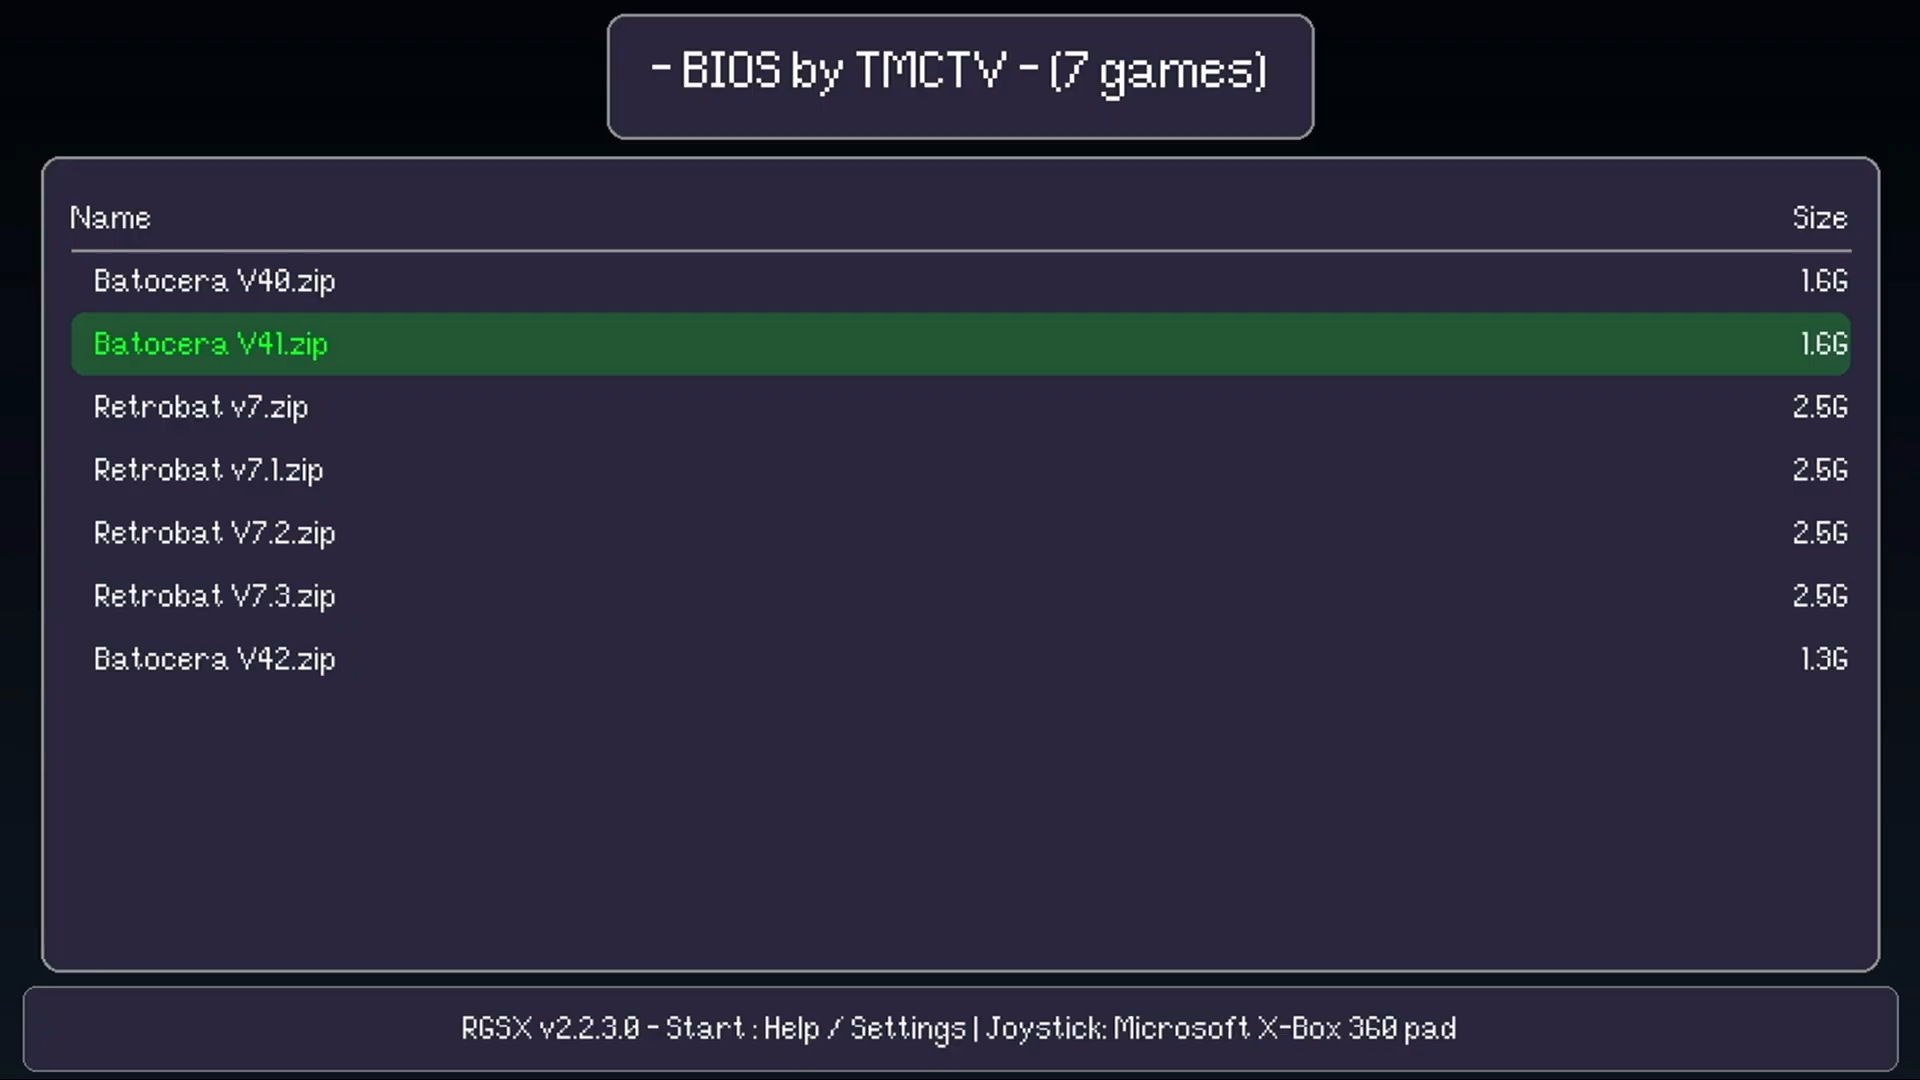 - BIOS by TMCTV - (7 games)
Name Size
Batocera V40.zip 1.6G
Batocera V41.zip 1.6G
Retrobat v7.zip 2.5G
Retrobat v7.1.zip 2.5G
Retrobat V7.2.zip 2.5G
Retrobat V7.3.zip 2.5G
Batocera V42.zip 1.3G
RGSX v2.2.3.0 - Start : Help / Settings | Joystick: Microsoft X-Box 360 pad